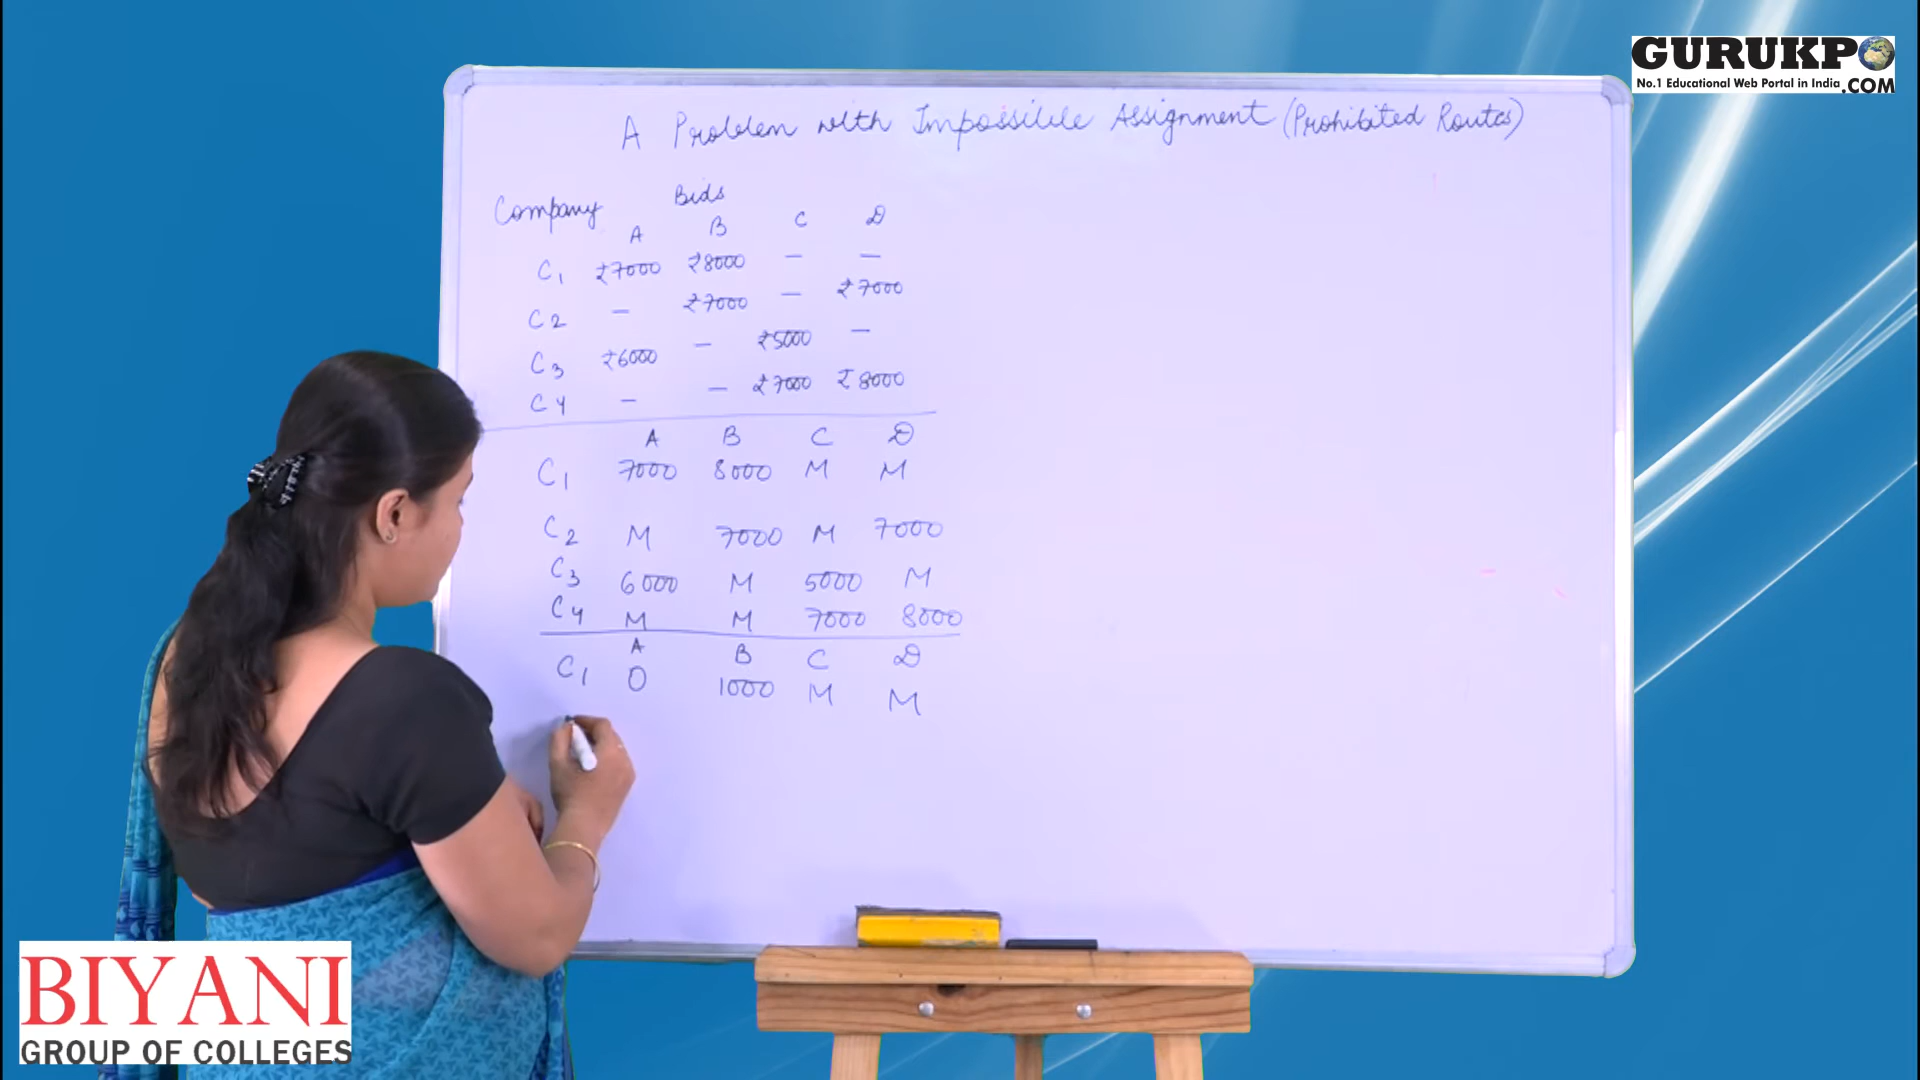 GURUKPO
No.1 Educational Web Portal in India .COM
A Problem with Impossible Assignment (Prohibited Routes)
Company Bids
A B C D
C1 ₹7000 ₹8000 — —
C2 — ₹7000 — ₹7000
C3 ₹6000 — ₹5000 —
C4 — — ₹7000 ₹8000
A B C D
C1 7000 8000 M M
C2 M 7000 M 7000
C3 6000 M 5000 M
C4 M M 7000 8000
A B C D
C1 0 1000 M M
BIYANI
GROUP OF COLLEGES